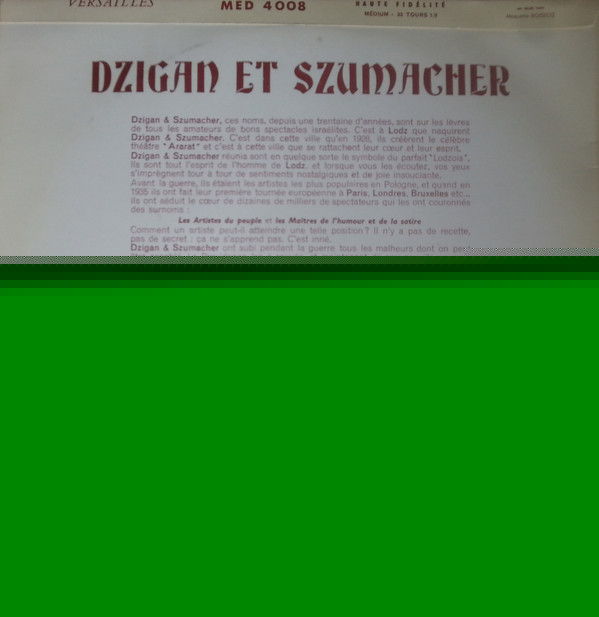 VERSAILLES
MED 4008
HAUTE FIDÉLITÉ
MEDIUM - 33 TOURS 1/3
DZIGAN ET SZUMACHER
Dzigan & Szumacher, ces noms, depuis une trentaine d'années, sont sur les lèvres
de tous les amateurs de bons spectacles israélites. C'est à Lodz que naquirent
Dzigan & Szumacher. C'est dans cette ville qu'en 1926, ils créèrent le célèbre
théâtre "Ararat" et c'est à cette ville que se rattachent leur cœur et leur esprit.
Dzigan & Szumacher réunis sont en quelque sorte le symbole du parfait "Lodzois".
Ils sont tout l'esprit de l'homme de Lodz, et lorsque vous les écoutez, vos yeux
s'imprègnent tour à tour de sentiments nostalgiques et de joie insouciante.
Avant la guerre, ils étaient les artistes les plus populaires en Pologne, et quand en
1935 ils ont fait leur première tournée européenne à Paris, Londres, Bruxelles etc...,
ils ont séduit le cœur de dizaines de milliers de spectateurs qui les ont couronnés
des surnoms :
Les Artistes du peuple et les Maîtres de l'humour et de la satire
Comment un artiste peut-il atteindre une telle position ? Il n'y a pas de recette,
pas de secret : ça ne s'apprend pas. C'est inné.
Dzigan & Szumacher ont subi pendant la guerre tous les malheurs dont on peut